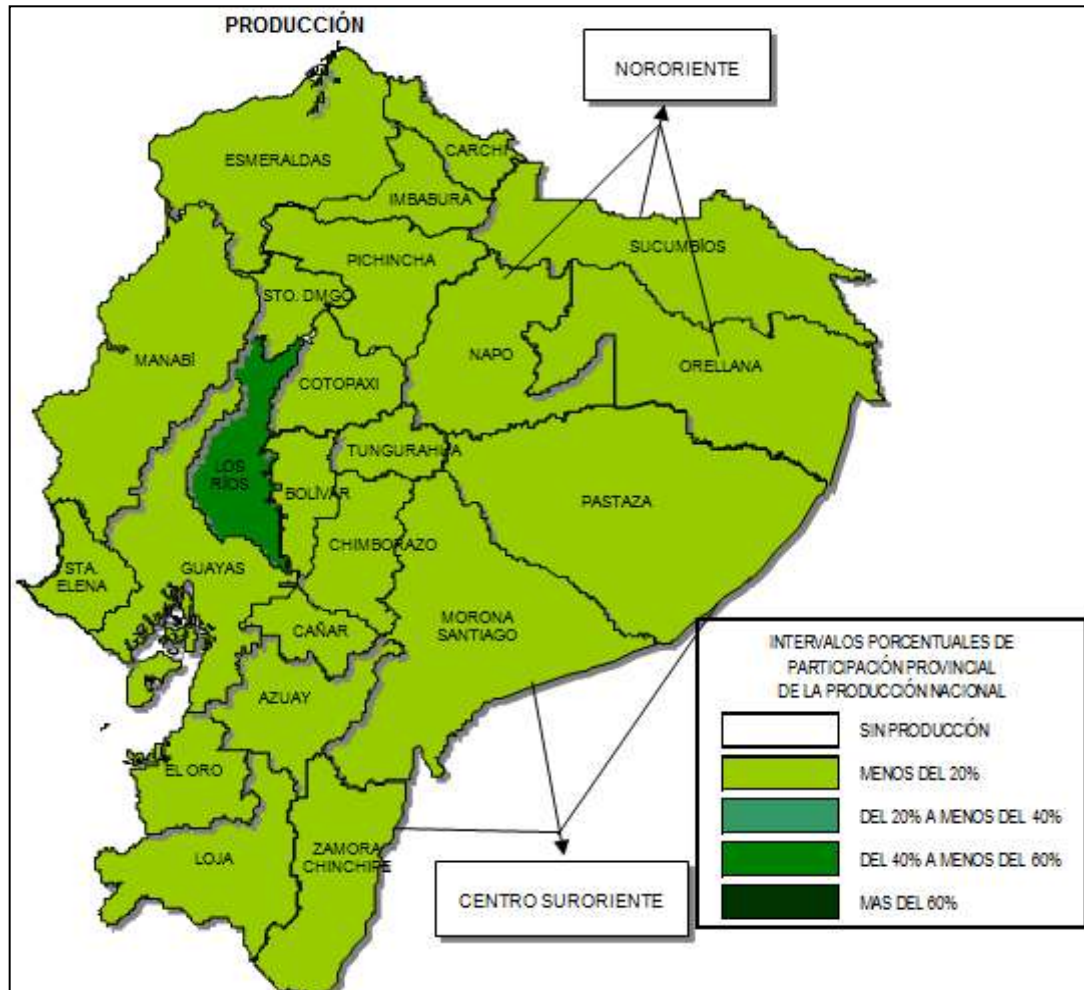 PRODUCCIÓN
NORORIENTE
CARCHI
ESMERALDAS
IMBABURA
SUCUMBÍOS
PICHINCHA
STO. DMGO
NAPO
MANABÍ
ORELLANA
COTOPAXI
TUNGURAHUA
LOS
RÍOS
BOLÍVAR
PASTAZA
CHIMBORAZO
STA.
ELENA
GUAYAS
MORONA
SANTIAGO
CAÑAR
AZUAY
EL ORO
LOJA
ZAMORA
CHINCHIPE
CENTRO SURORIENTE
INTERVALOS PORCENTUALES DE
PARTICIPACIÓN PROVINCIAL
DE LA PRODUCCIÓN NACIONAL
SIN PRODUCCIÓN
MENOS DEL 20%
DEL 20% A MENOS DEL 40%
DEL 40% A MENOS DEL 60%
MAS DEL 60%